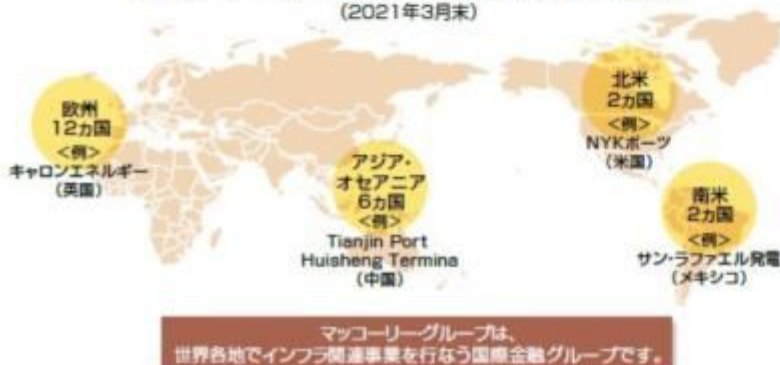 (2021年3月末)
欧州
12カ国
<例>
キャロンエネルギー
(英国)
アジア・
オセアニア
6カ国
<例>
Tianjin Port
Huisheng Termina
(中国)
北米
2カ国
<例>
NYKポーツ
(米国)
南米
2カ国
<例>
サン・ラファエル発電
(メキシコ)
マッコーリーグループは、
世界各地でインフラ関連事業を行なう国際金融グループです。